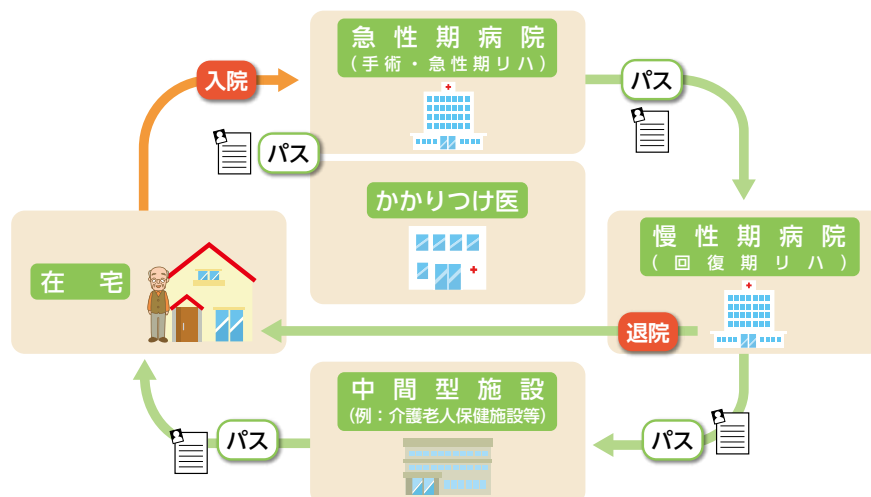 急性期病院
(手術・急性期リハ)
入院
パス
パス
かかりつけ医
慢性期病院
(回復期リハ)
在宅
退院
中間型施設
(例:介護老人保健施設等)
パス
パス